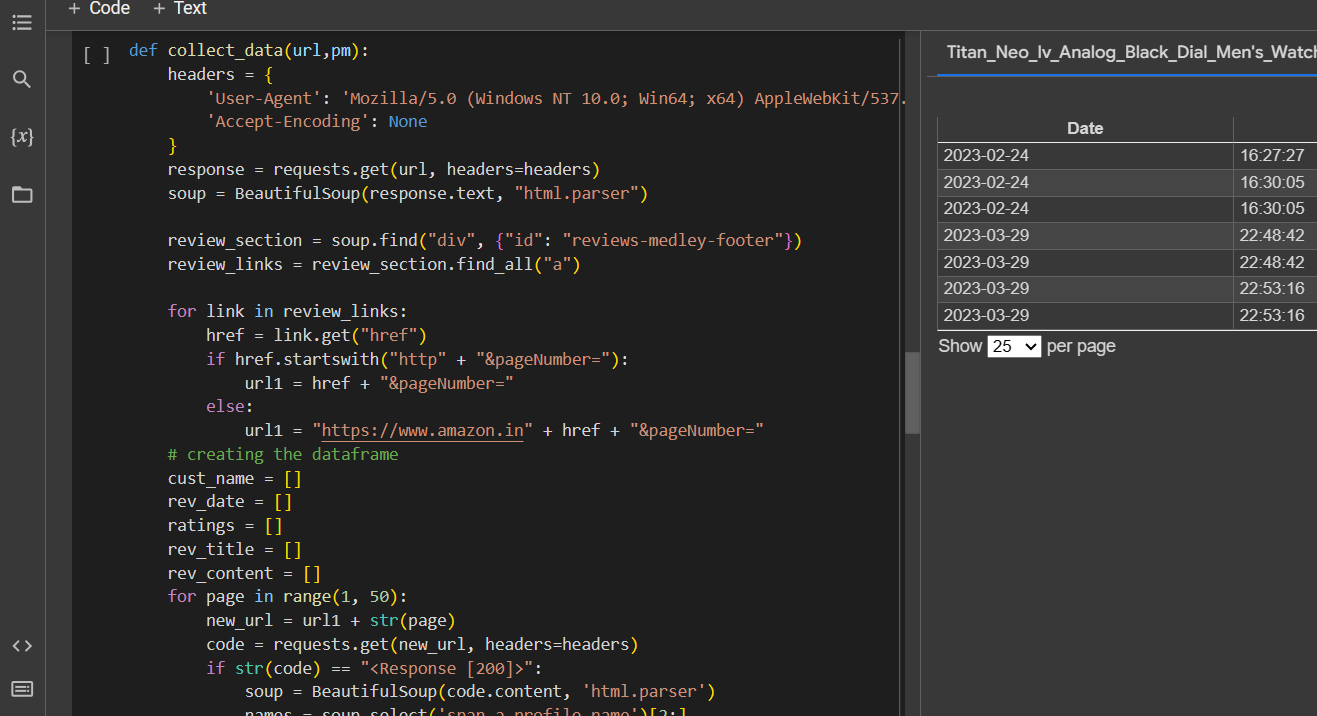 + Code + Text
[ ] def collect_data(url,pm):
headers = {
'User-Agent': 'Mozilla/5.0 (Windows NT 10.0; Win64; x64) AppleWebKit/537.
'Accept-Encoding': None
}
response = requests.get(url, headers=headers)
soup = BeautifulSoup(response.text, "html.parser")
review_section = soup.find("div", {"id": "reviews-medley-footer"})
review_links = review_section.find_all("a")
for link in review_links:
href = link.get("href")
if href.startswith("http" + "&pageNumber="):
url1 = href + "&pageNumber="
else:
url1 = "https://www.amazon.in" + href + "&pageNumber="
# creating the dataframe
cust_name = []
rev_date = []
ratings = []
rev_title = []
rev_content = []
for page in range(1, 50):
new_url = url1 + str(page)
code = requests.get(new_url, headers=headers)
if str(code) == "<Response [200]>":
soup = BeautifulSoup(code.content, 'html.parser')
names = soup.select('span.a-profile-name')[2:]
{x}
<>
Titan_Neo_Iv_Analog_Black_Dial_Men's_Watch
Date
2023-02-24 16:27:27
2023-02-24 16:30:05
2023-02-24 16:30:05
2023-03-29 22:48:42
2023-03-29 22:48:42
2023-03-29 22:53:16
2023-03-29 22:53:16
Show 25 per page